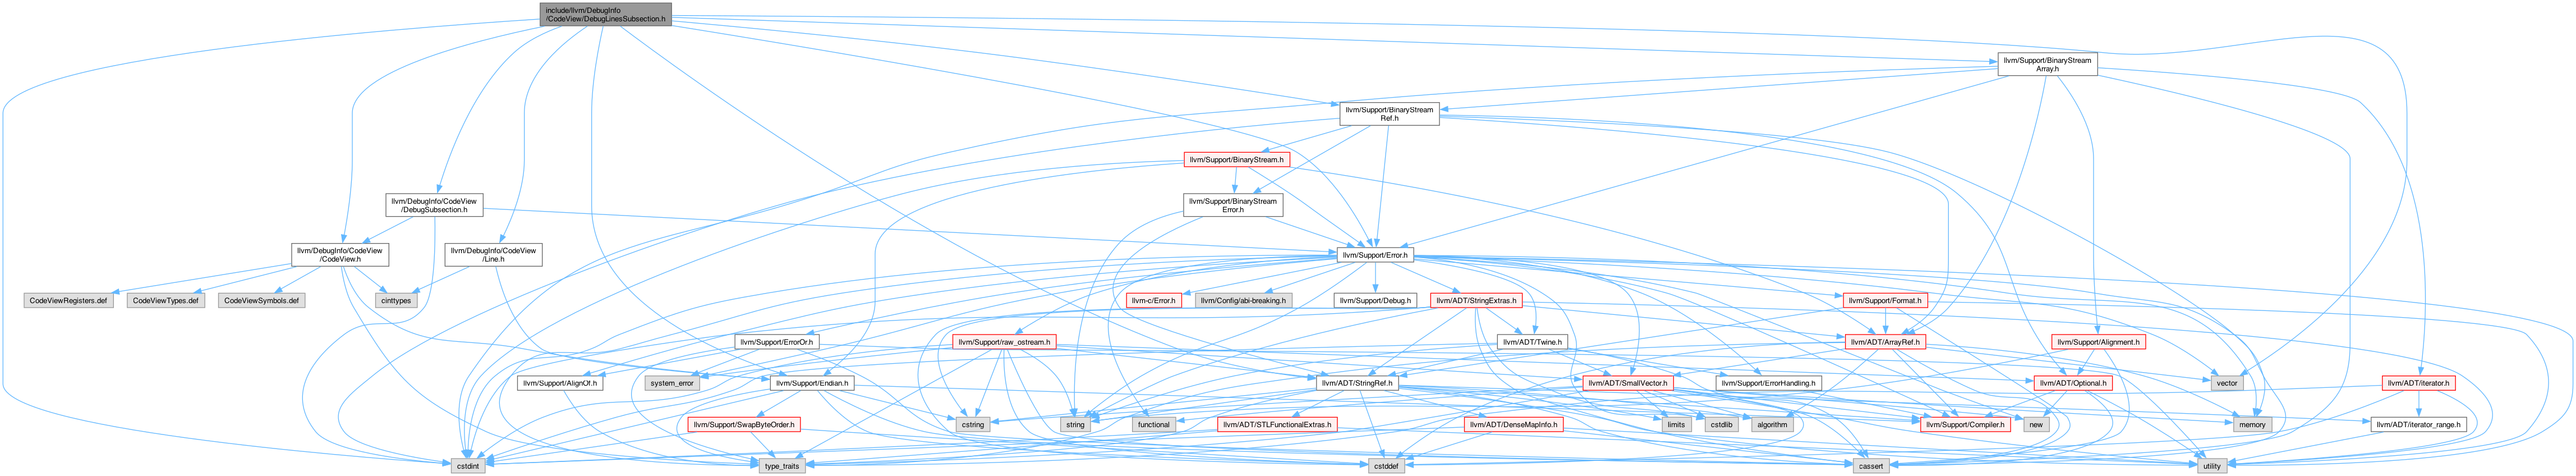 include/llvm/DebugInfo
/CodeView/DebugLinesSubsection.h
llvm/Support/BinaryStream
Array.h
llvm/Support/BinaryStream
Ref.h
llvm/Support/BinaryStream.h
llvm/DebugInfo/CodeView
/DebugSubsection.h
llvm/Support/BinaryStream
Error.h
llvm/DebugInfo/CodeView
/CodeView.h
llvm/DebugInfo/CodeView
/Line.h
llvm/Support/Error.h
CodeViewRegisters.def
CodeViewTypes.def
CodeViewSymbols.def
cinttypes
llvm-c/Error.h
llvm/Config/abi-breaking.h
llvm/Support/Debug.h
llvm/ADT/StringExtras.h
llvm/Support/Format.h
llvm/Support/ErrorOr.h
llvm/Support/raw_ostream.h
llvm/ADT/Twine.h
llvm/ADT/ArrayRef.h
llvm/Support/Alignment.h
llvm/Support/AlignOf.h
system_error
llvm/Support/Endian.h
llvm/ADT/StringRef.h
llvm/ADT/SmallVector.h
llvm/Support/ErrorHandling.h
llvm/ADT/Optional.h
vector
llvm/ADT/iterator.h
llvm/Support/SwapByteOrder.h
cstring
string
functional
llvm/ADT/STLFunctionalExtras.h
llvm/ADT/DenseMapInfo.h
limits
cstdlib
algorithm
llvm/Support/Compiler.h
new
memory
llvm/ADT/iterator_range.h
cstdint
type_traits
cstddef
cassert
utility